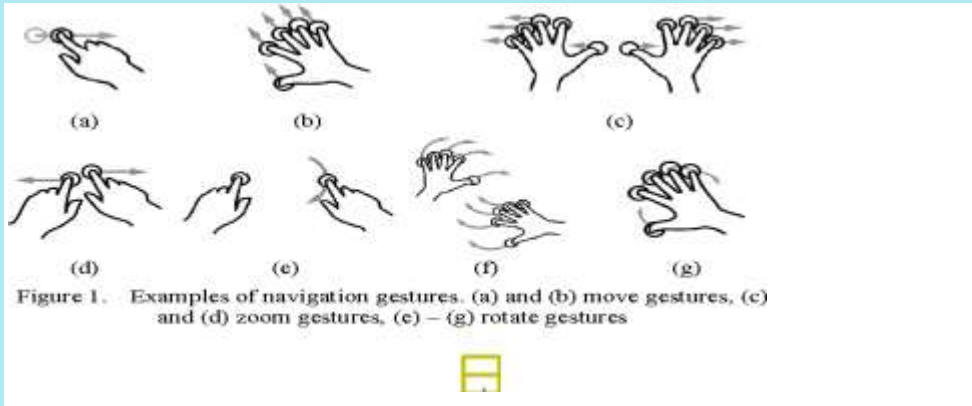 (a) (b) (c)
(d) (e) (f) (g)
Figure 1. Examples of navigation gestures. (a) and (b) move gestures, (c)
and (d) zoom gestures, (e) – (g) rotate gestures